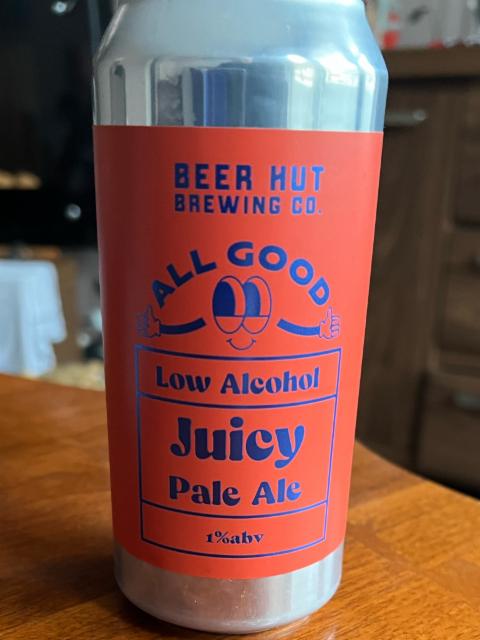 BEER HUT
BREWING CO.
ALL GOOD
Low Alcohol
Juicy
Pale Ale
1%abv